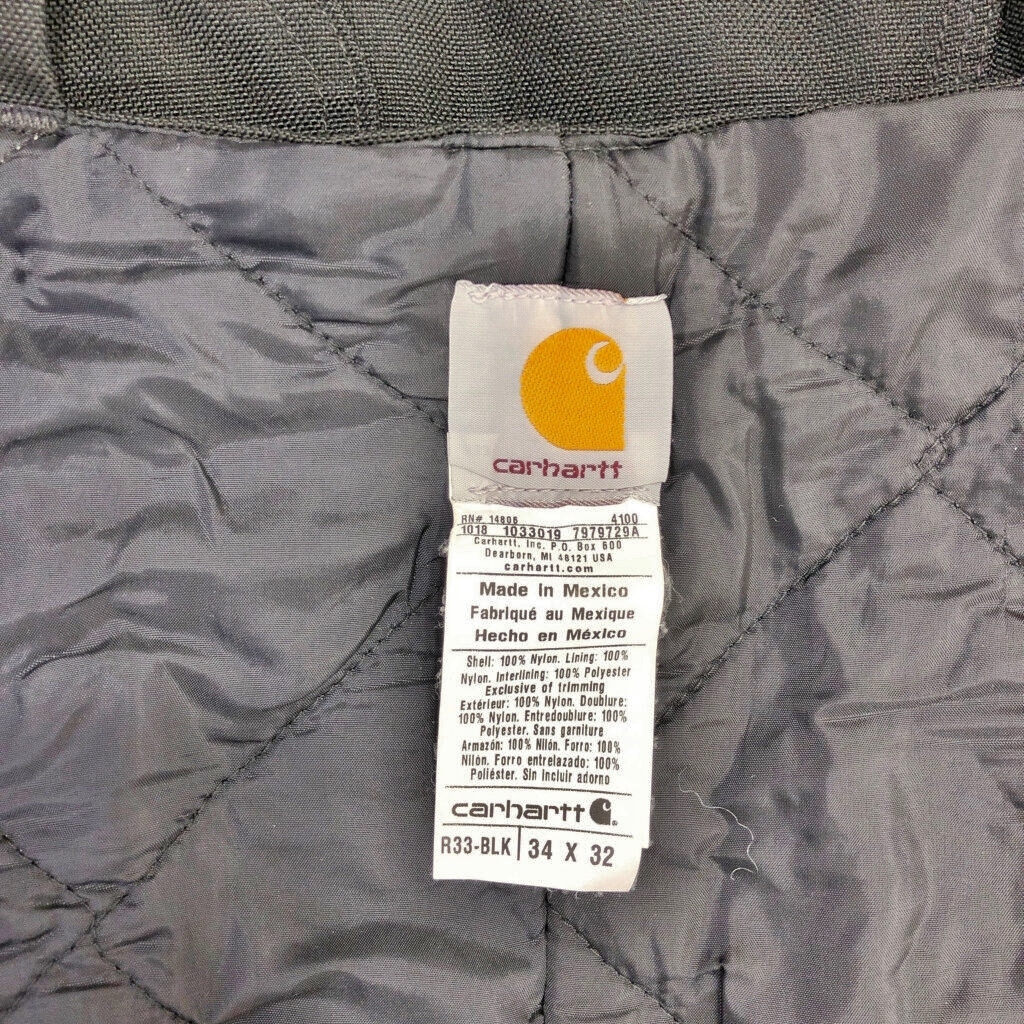 carhartt
RN# 14806 4100
1018 1033019 7979729A
Carhartt, Inc. P.O. Box 600
Dearborn, MI 48121 USA
carhartt.com
Made in Mexico
Fabriqué au Mexique
Hecho en México
Shell: 100% Nylon. Lining: 100%
Nylon. Interlining: 100% Polyester
Exclusive of trimming
Extérieur: 100% Nylon. Doublure:
100% Nylon. Entredoublure: 100%
Polyester. Sans garniture
Armazón: 100% Nilón. Forro: 100%
Nilón. Forro entrelazado: 100%
Poliéster. Sin incluir adorno
carhartt
R33-BLK 34 X 32